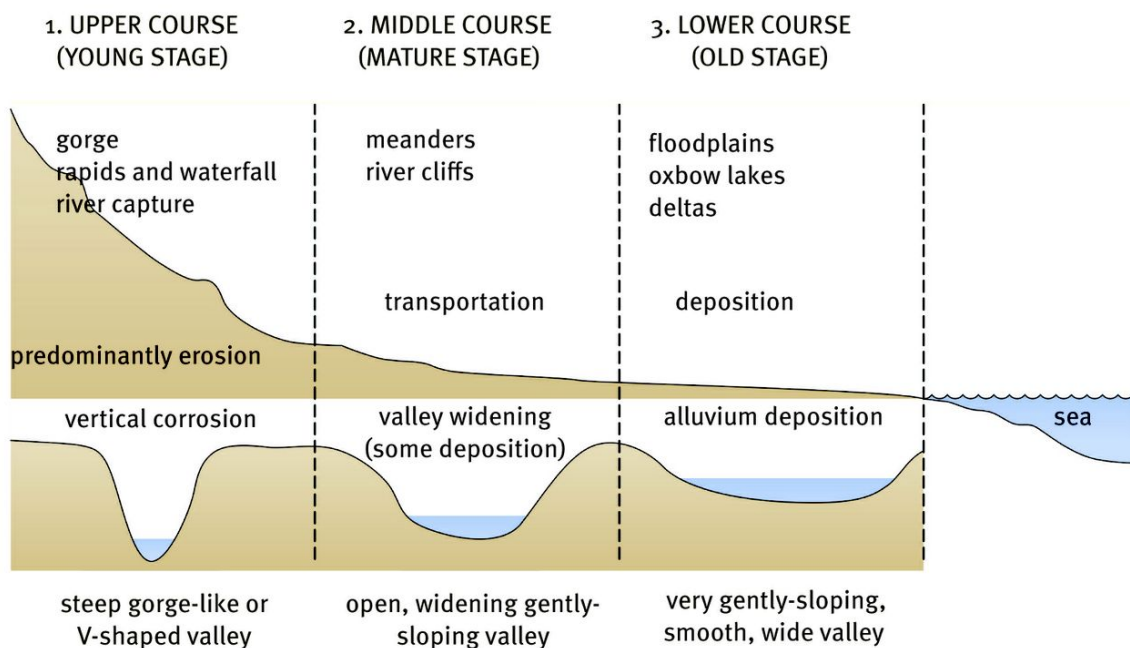 1. UPPER COURSE
(YOUNG STAGE)
2. MIDDLE COURSE
(MATURE STAGE)
3. LOWER COURSE
(OLD STAGE)
gorge
rapids and waterfall
river capture
meanders
river cliffs
floodplains
oxbow lakes
deltas
predominantly erosion
transportation
deposition
vertical corrosion
valley widening
(some deposition)
alluvium deposition
sea
steep gorge-like or
V-shaped valley
open, widening gently-
sloping valley
very gently-sloping,
smooth, wide valley